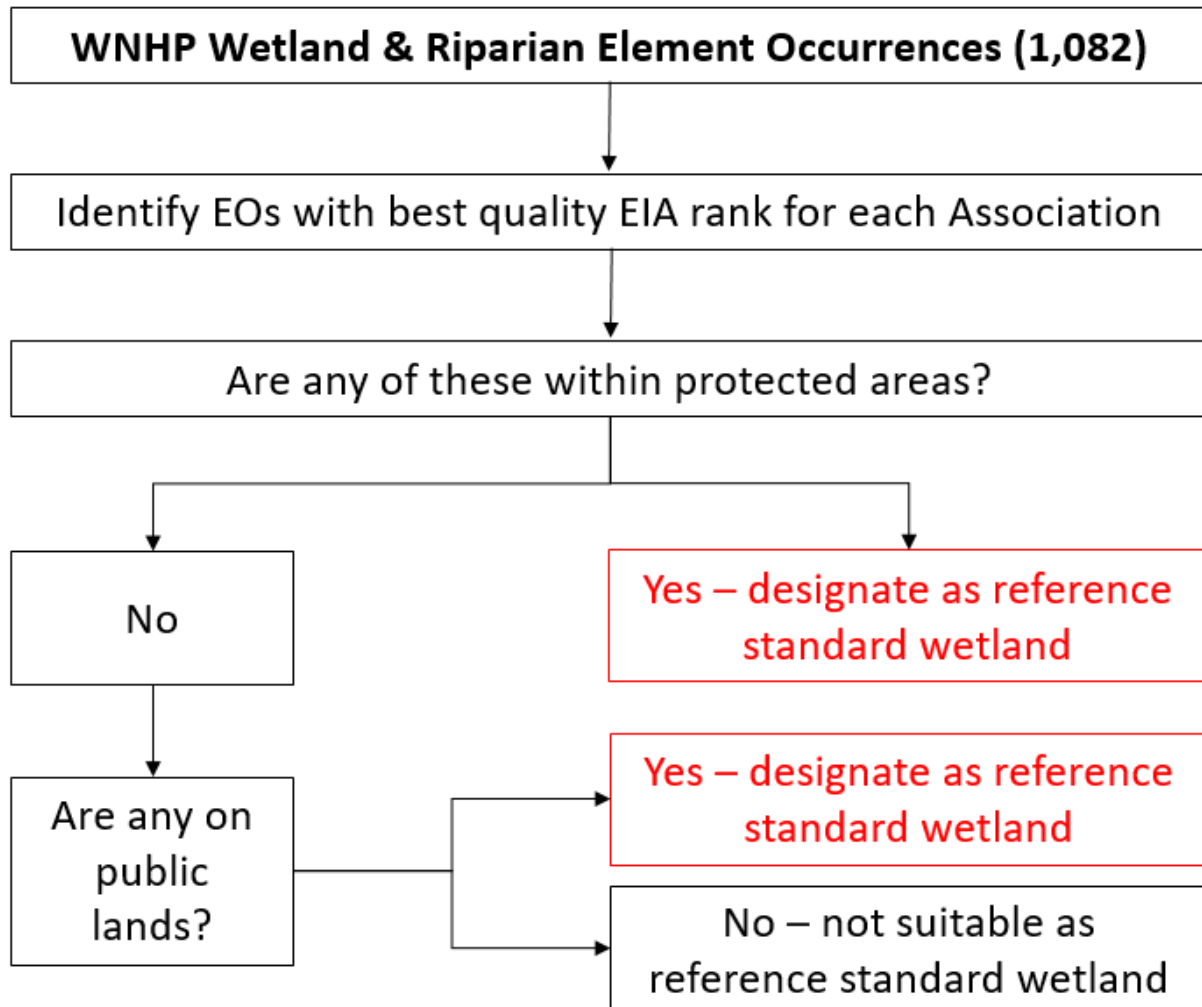 WNHP Wetland & Riparian Element Occurrences (1,082)
Identify EOs with best quality EIA rank for each Association
Are any of these within protected areas?
No
Yes – designate as reference
standard wetland
Are any on
public
lands?
Yes – designate as reference
standard wetland
No – not suitable as
reference standard wetland